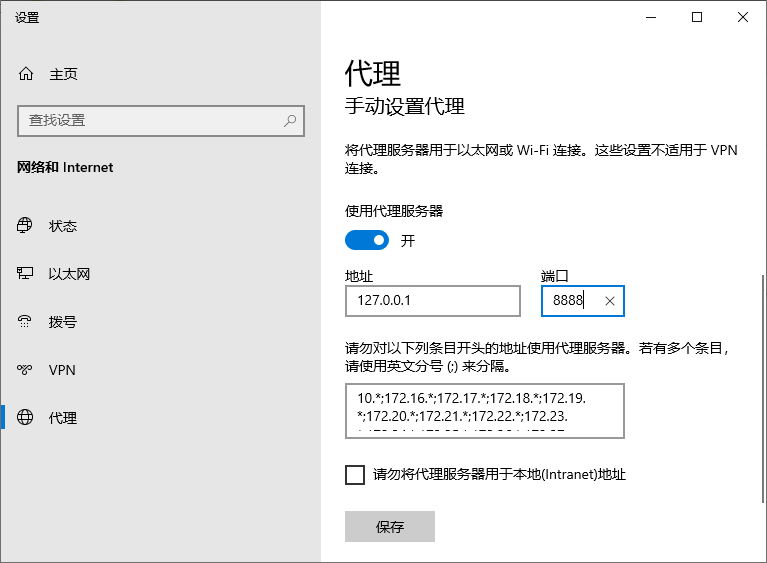 设置
主页
查找设置
网络和 Internet
状态
以太网
拨号
VPN
代理
代理
手动设置代理
将代理服务器用于以太网或 Wi-Fi 连接。这些设置不适用于 VPN
连接。
使用代理服务器
开
地址
端口
127.0.0.1
8888
请勿对以下列条目开头的地址使用代理服务器。若有多个条目，
请使用英文分号 (;) 来分隔。
10.*;172.16.*;172.17.*;172.18.*;172.19.
*;172.20.*;172.21.*;172.22.*;172.23.
请勿将代理服务器用于本地(Intranet)地址
保存